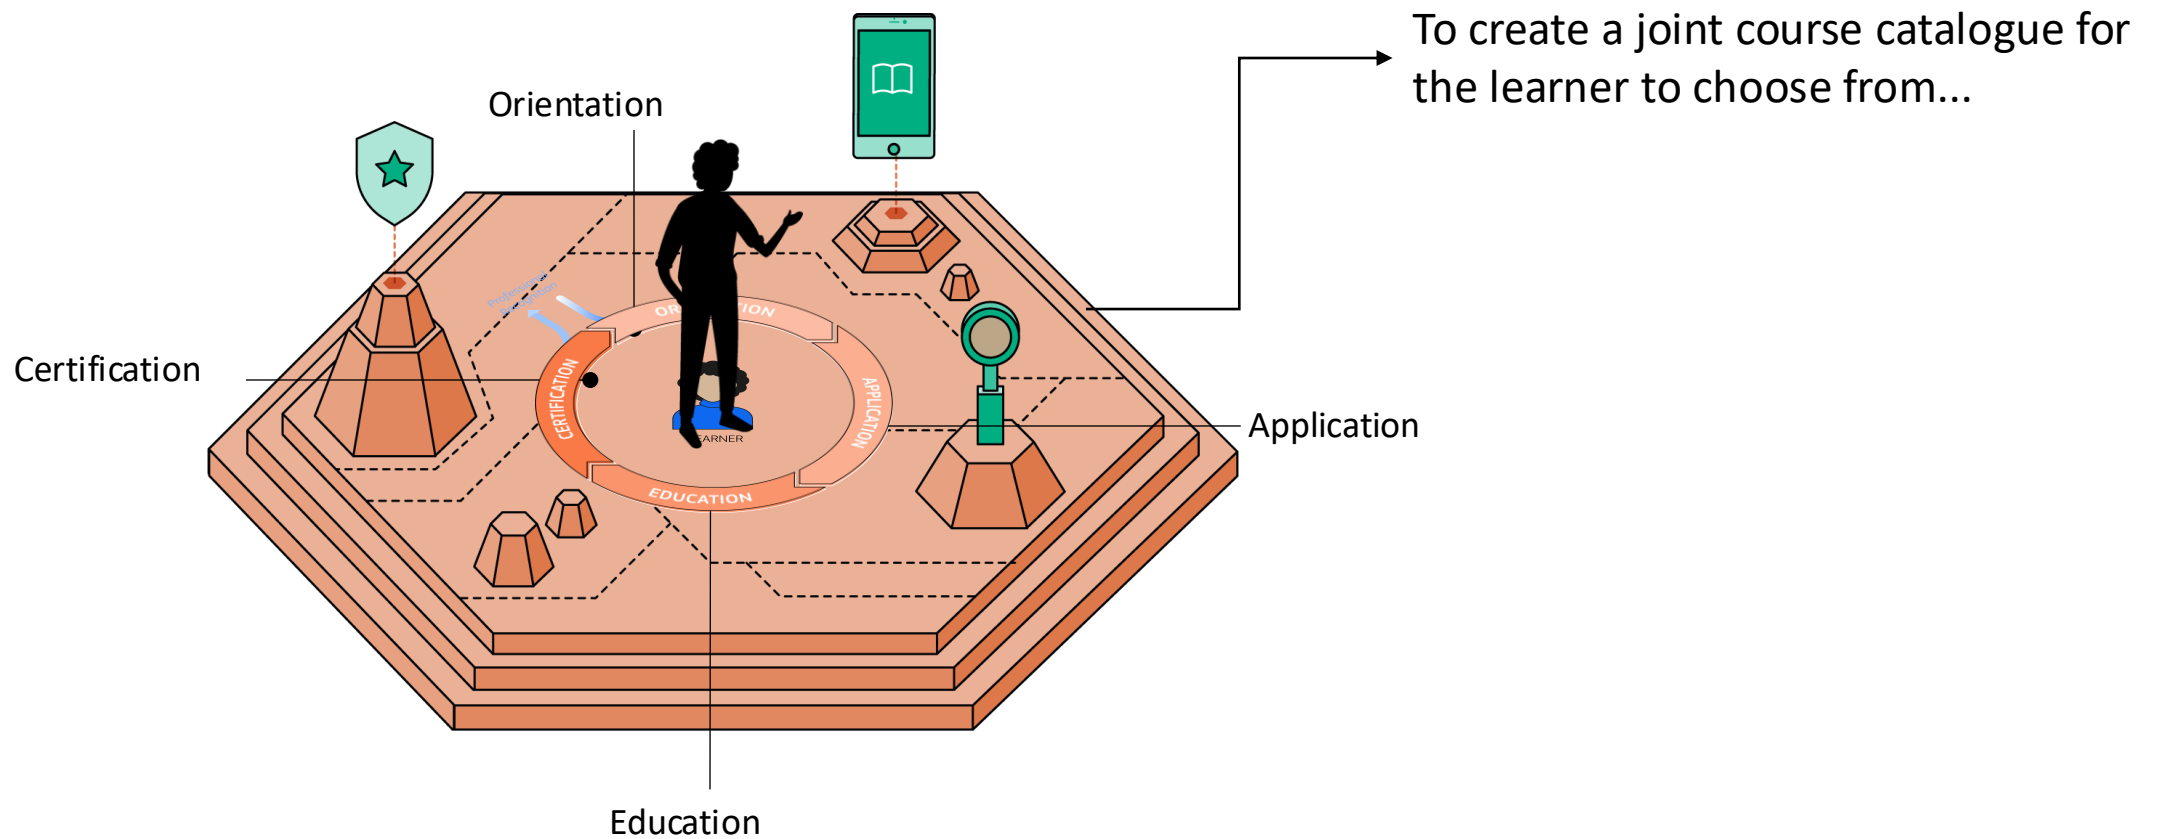 To create a joint course catalogue for
the learner to choose from...
Orientation
Certification
Application
Education
CERTIFICATION
APPLICATION
EDUCATION